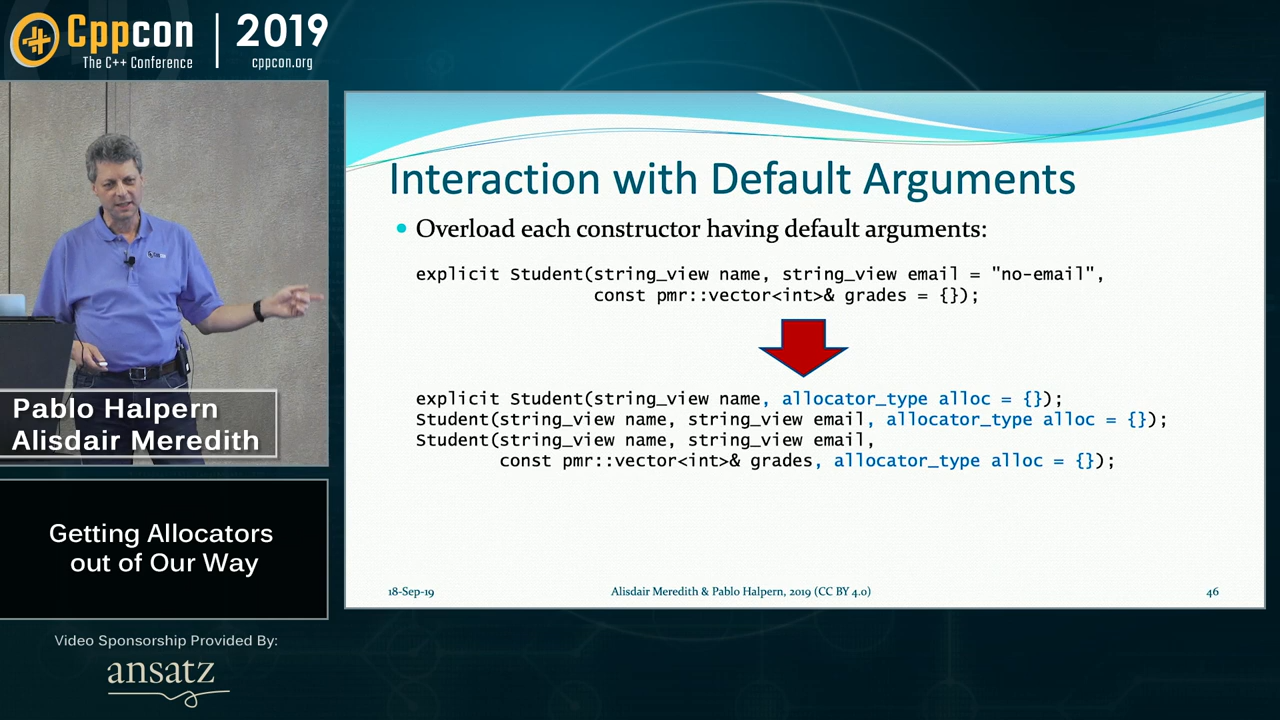 Cppcon
The C++ Conference
2019
cppcon.org
Pablo Halpern
Alisdair Meredith
Getting Allocators
out of Our Way
Video Sponsorship Provided By:
ansatz
Interaction with Default Arguments
• Overload each constructor having default arguments:
explicit Student(string_view name, string_view email = "no-email",
const pmr::vector<int>& grades = {});
explicit Student(string_view name, allocator_type alloc = {});
Student(string_view name, string_view email, allocator_type alloc = {});
Student(string_view name, string_view email,
const pmr::vector<int>& grades, allocator_type alloc = {});
18-Sep-19
Alisdair Meredith & Pablo Halpern, 2019 (CC BY 4.0)
46